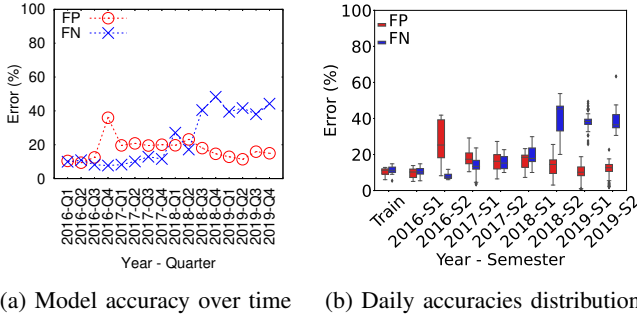 100
80
60
40
20
0
Error (%)
FP
FN
2016-Q1
2016-Q2
2016-Q3
2016-Q4
2017-Q1
2017-Q2
2017-Q3
2017-Q4
2018-Q1
2018-Q2
2018-Q3
2018-Q4
2019-Q1
2019-Q2
2019-Q3
2019-Q4
Year - Quarter
(a) Model accuracy over time
100
80
60
40
20
0
Error (%)
FP
FN
Train
2016-S1
2016-S2
2017-S1
2017-S2
2018-S1
2018-S2
2019-S1
2019-S2
Year - Semester
(b) Daily accuracies distribution